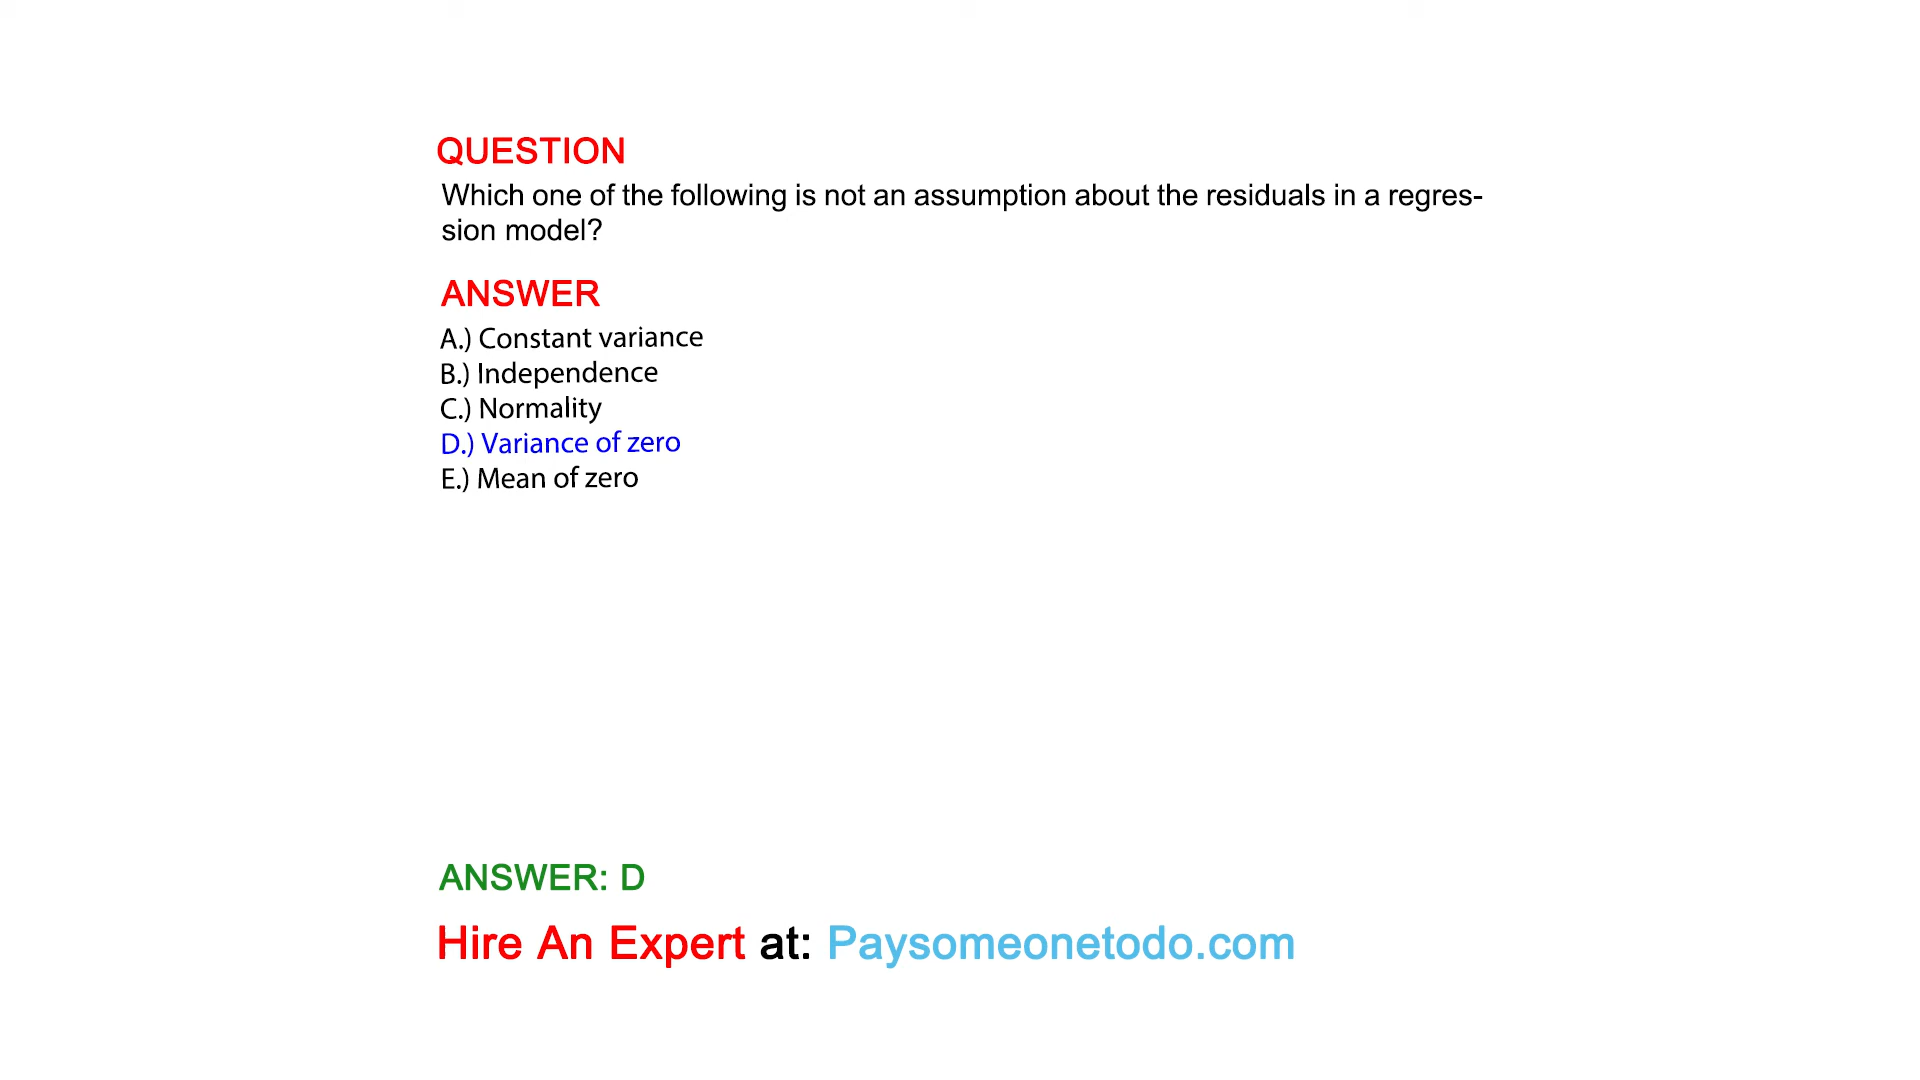 QUESTION
Which one of the following is not an assumption about the residuals in a regres-
sion model?
ANSWER
A.) Constant variance
B.) Independence
C.) Normality
D.) Variance of zero
E.) Mean of zero
ANSWER: D
Hire An Expert at: Paysomeonetodo.com